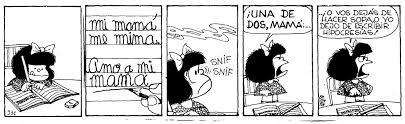 mi mamá
me mima.
Amo a mi
mamá.
SNIF
SNIF
¡UNA DE
DOS, MAMÁ...
...¡O VOS DEJÁS DE
HACER SOPA, O YO
DEJO DE ESCRIBIR
HIPOCRESÍAS!